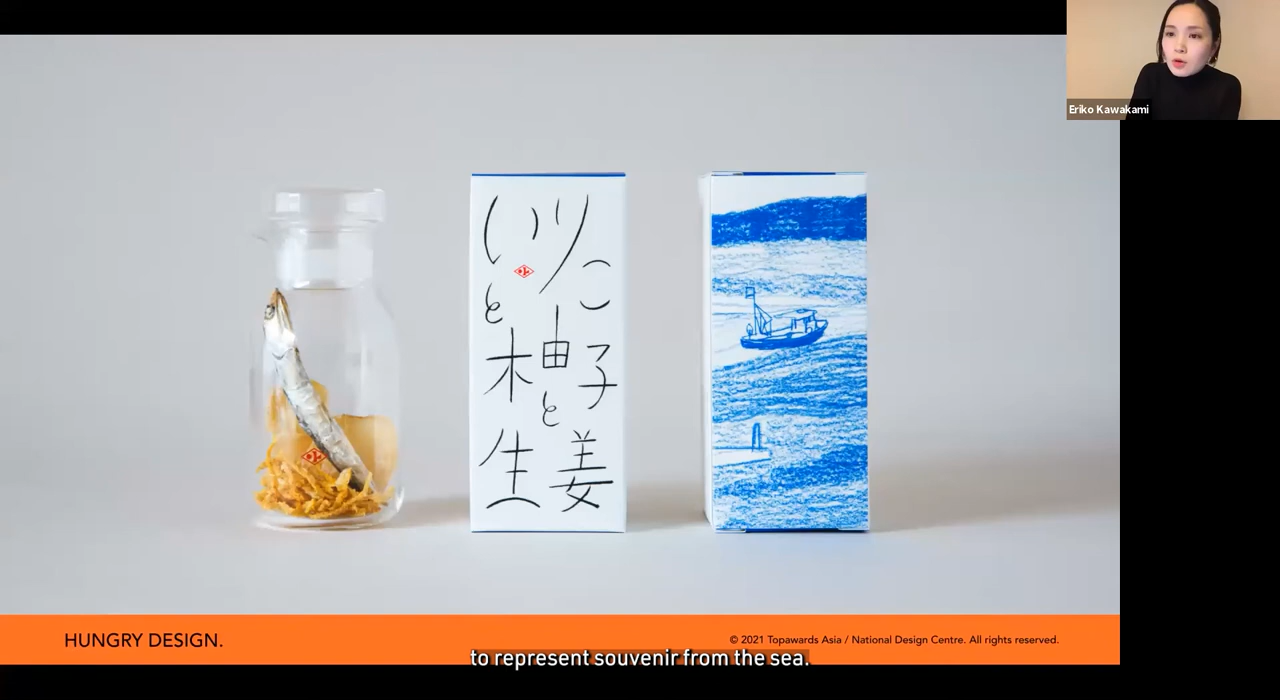 Eriko Kawakami
いりこ
と
柚子
と
生姜
HUNGRY DESIGN.
© 2021 Topawards Asia / National Design Centre. All rights reserved.
to represent souvenir from the sea.